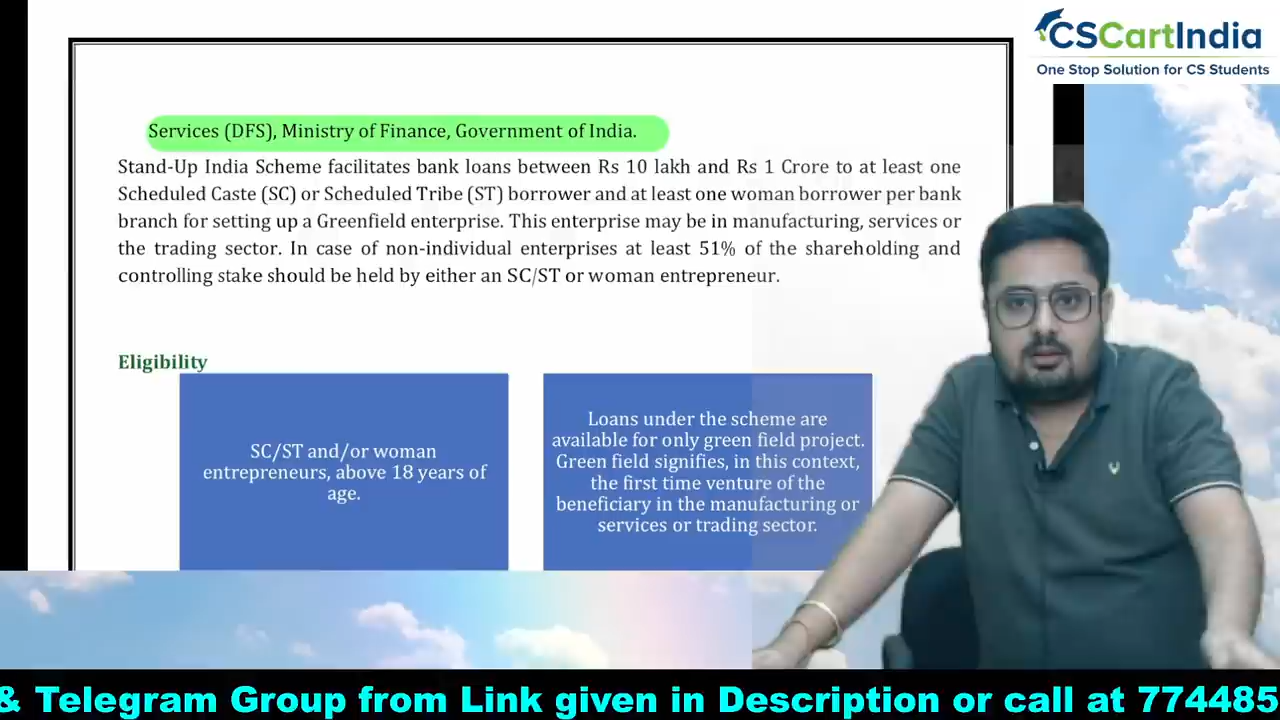 CSCartIndia
One Stop Solution for CS Students
Services (DFS), Ministry of Finance, Government of India.
Stand-Up India Scheme facilitates bank loans between Rs 10 lakh and Rs 1 Crore to at least one
Scheduled Caste (SC) or Scheduled Tribe (ST) borrower and at least one woman borrower per bank
branch for setting up a Greenfield enterprise. This enterprise may be in manufacturing, services or
the trading sector. In case of non-individual enterprises at least 51% of the shareholding and
controlling stake should be held by either an SC/ST or woman entrepreneur.
Eligibility
SC/ST and/or woman
entrepreneurs, above 18 years of
age.
Loans under the scheme are
available for only green field project.
Green field signifies, in this context,
the first time venture of the
beneficiary in the manufacturing or
services or trading sector.
& Telegram Group from Link given in Description or call at 774485